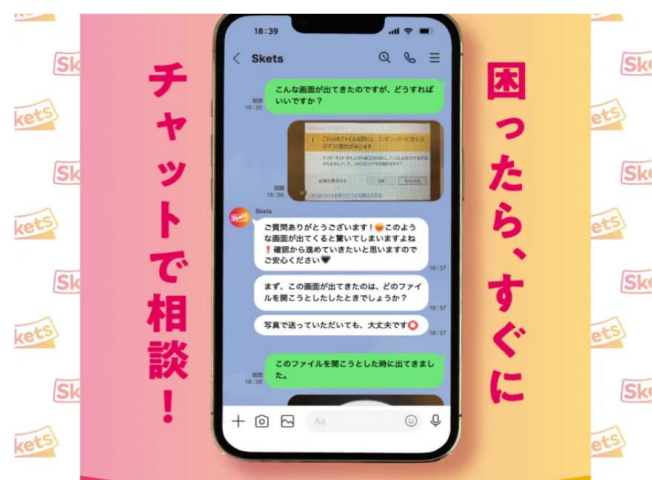 困ったら、すぐに
チャットで相談！
18:39
Skets
こんな画面が出てきたのですが、どうすれば
いいですか？
既読
18:36
既読
18:36
Skets
ご質問ありがとうございます！😊このよう
な画面が出てくると驚いてしまいますよね
❗確認から進めていきたいと思いますので
ご安心ください🖤
18:37
まず、この画面が出てきたのは、どのファイ
ルを開こうとしたしたときでしょうか？
18:37
写真で送っていただいても、大丈夫です⭕
18:37
このファイルを開こうとした時に出てきまし
た。
既読
18:38
Aa
Skets